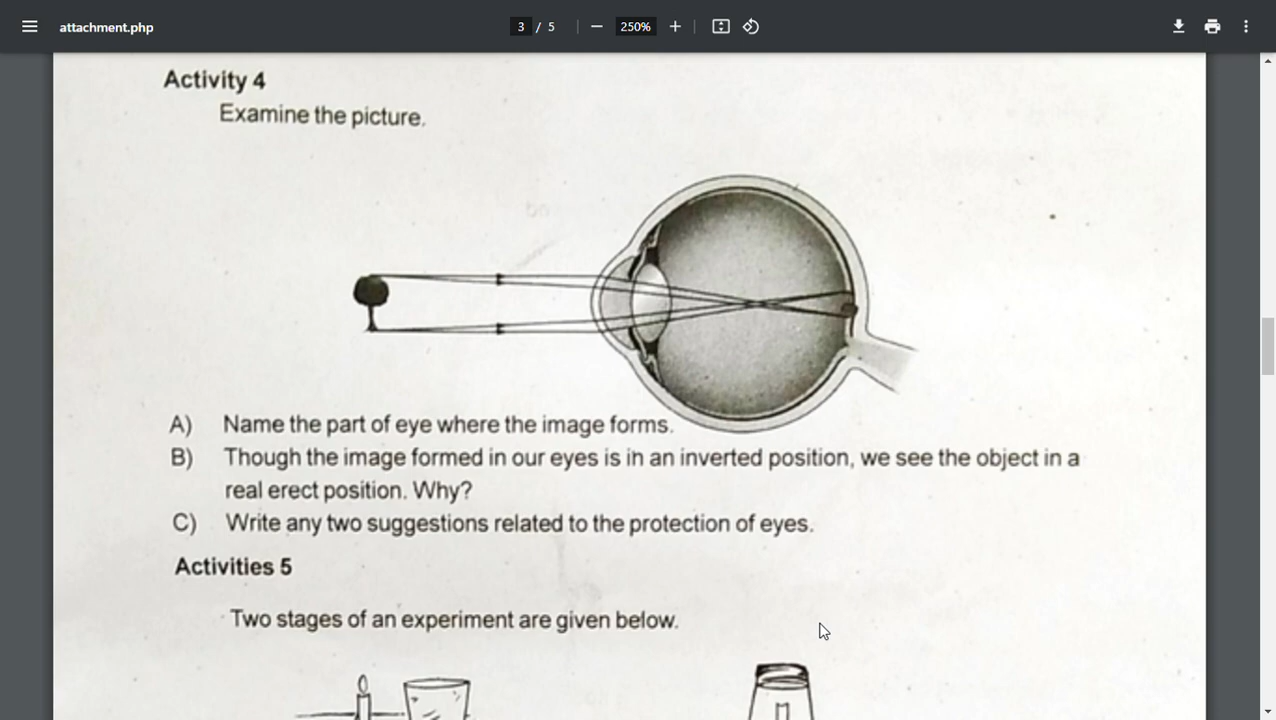 attachment.php
3 / 5
250%
Activity 4
Examine the picture.
A) Name the part of eye where the image forms.
B) Though the image formed in our eyes is in an inverted position, we see the object in a
real erect position. Why?
C) Write any two suggestions related to the protection of eyes.
Activities 5
Two stages of an experiment are given below.